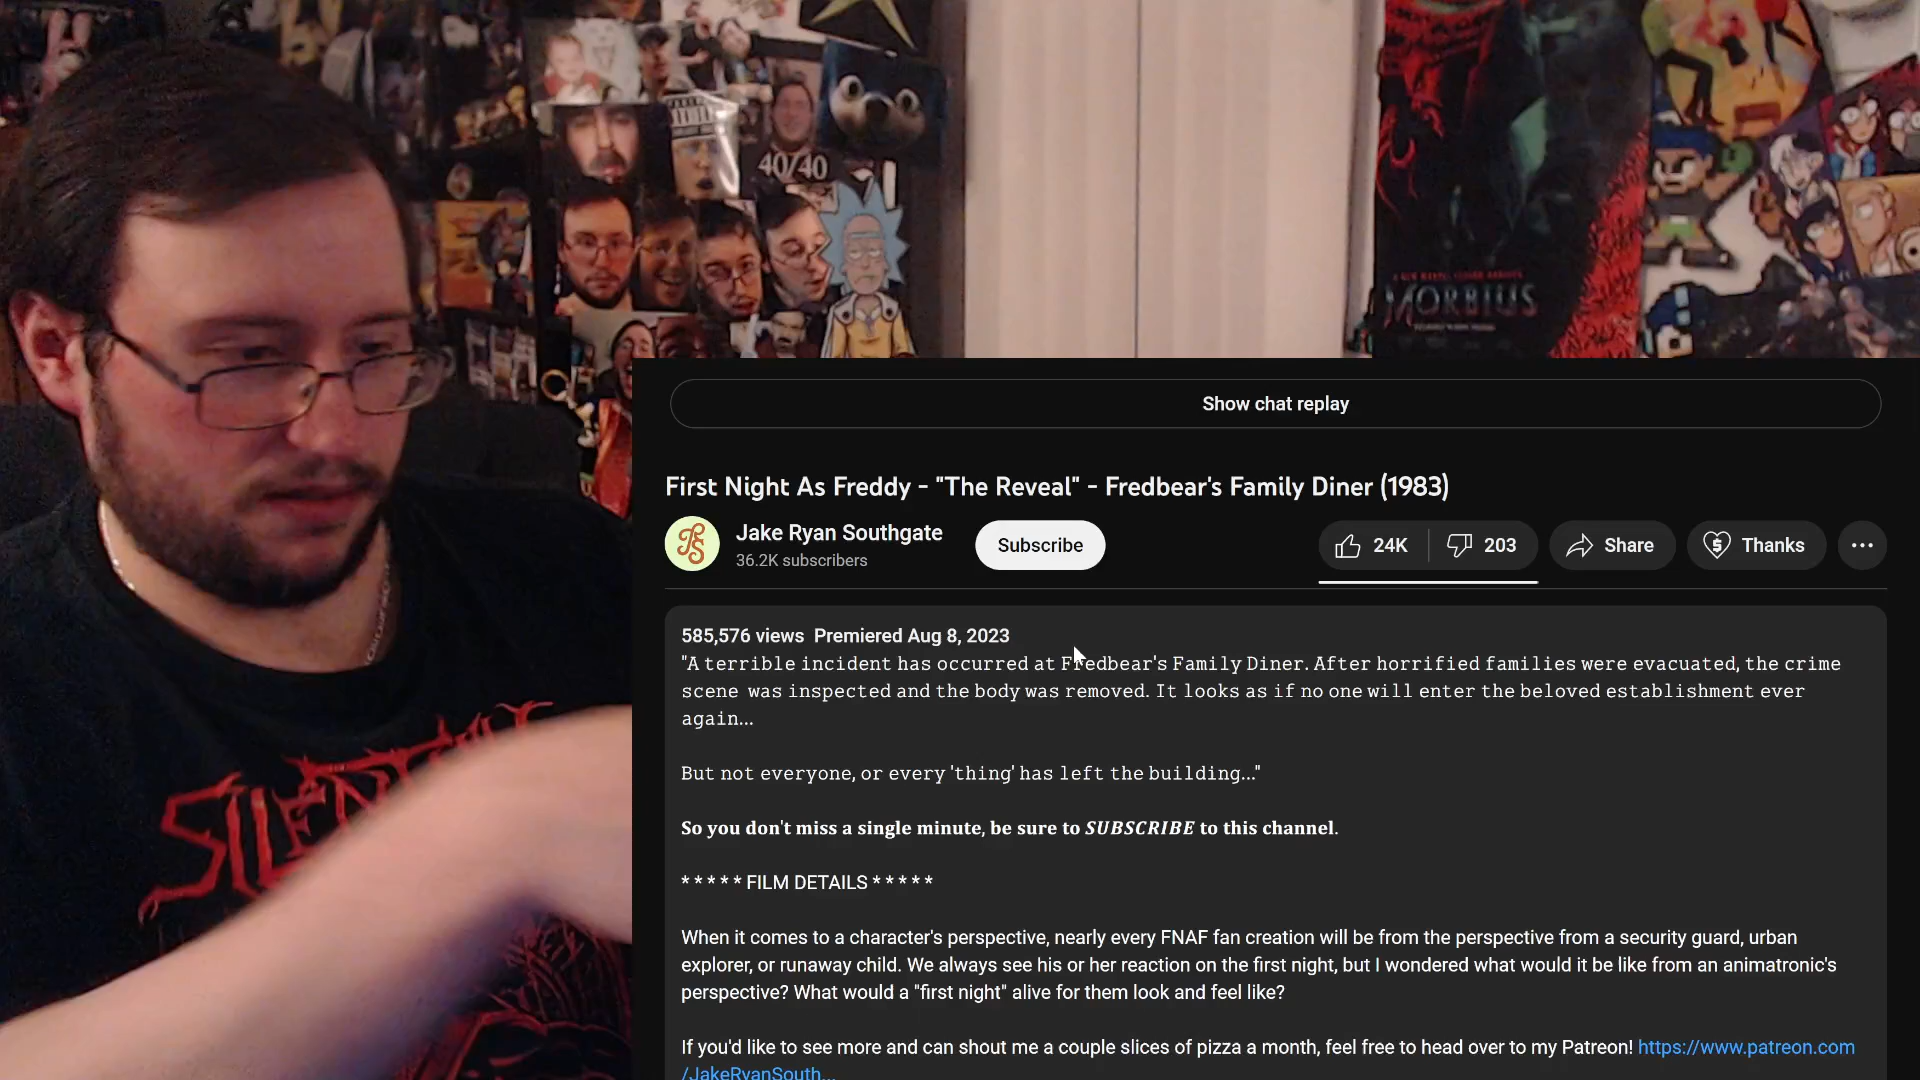 40/40
MORBIUS
Show chat replay
First Night As Freddy - "The Reveal" - Fredbear's Family Diner (1983)
Jake Ryan Southgate
36.2K subscribers
Subscribe
24K
203
Share
Thanks
585,576 views Premiered Aug 8, 2023
"A terrible incident has occurred at Fredbear's Family Diner. After horrified families were evacuated, the crime
scene was inspected and the body was removed. It looks as if no one will enter the beloved establishment ever
again...
But not everyone, or every 'thing' has left the building..."
So you don't miss a single minute, be sure to SUBSCRIBE to this channel.
* * * * * FILM DETAILS * * * * *
When it comes to a character's perspective, nearly every FNAF fan creation will be from the perspective from a security guard, urban
explorer, or runaway child. We always see his or her reaction on the first night, but I wondered what would it be like from an animatronic's
perspective? What would a "first night" alive for them look and feel like?
If you'd like to see more and can shout me a couple slices of pizza a month, feel free to head over to my Patreon! https://www.patreon.com
/JakeRyanSouth...